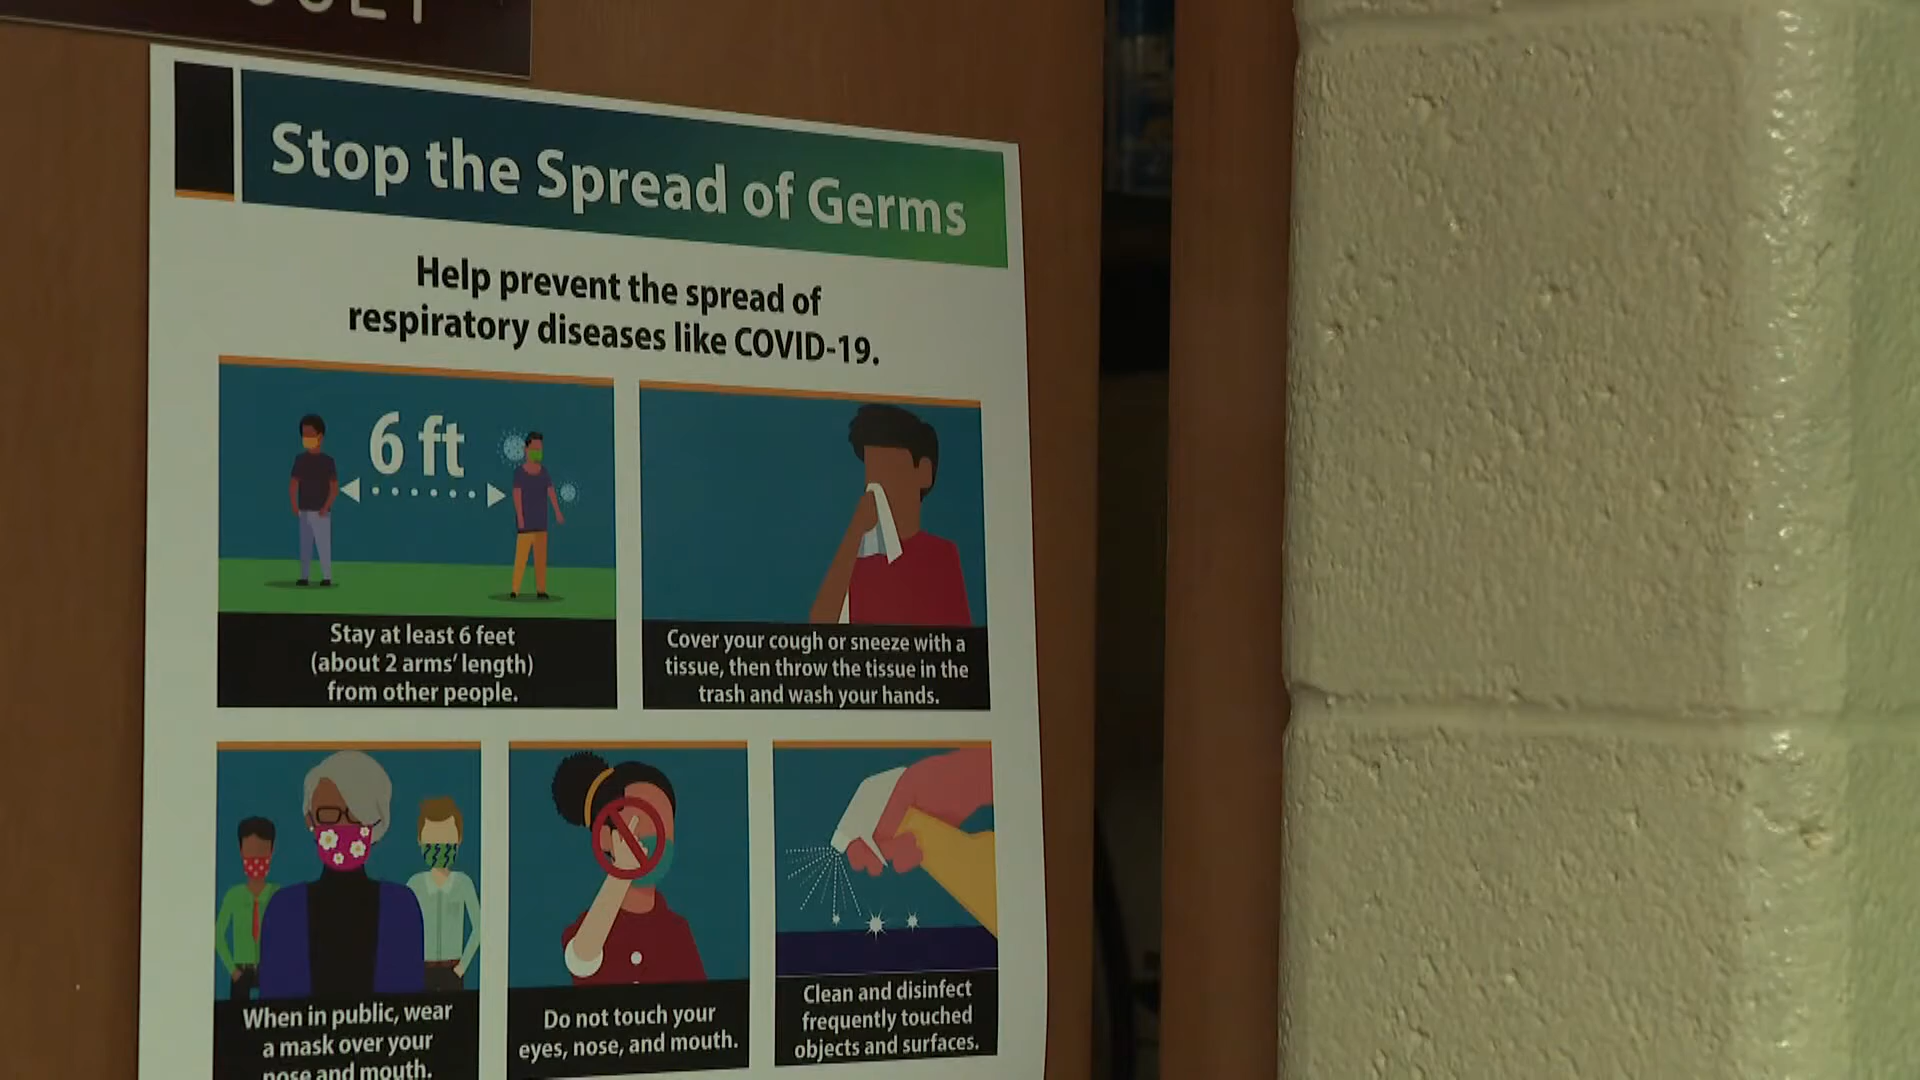 Stop the Spread of Germs
Help prevent the spread of
respiratory diseases like COVID-19.
6 ft
Stay at least 6 feet
(about 2 arms' length)
from other people.
Cover your cough or sneeze with a
tissue, then throw the tissue in the
trash and wash your hands.
When in public, wear
a mask over your
nose and mouth.
Do not touch your
eyes, nose, and mouth.
Clean and disinfect
frequently touched
objects and surfaces.